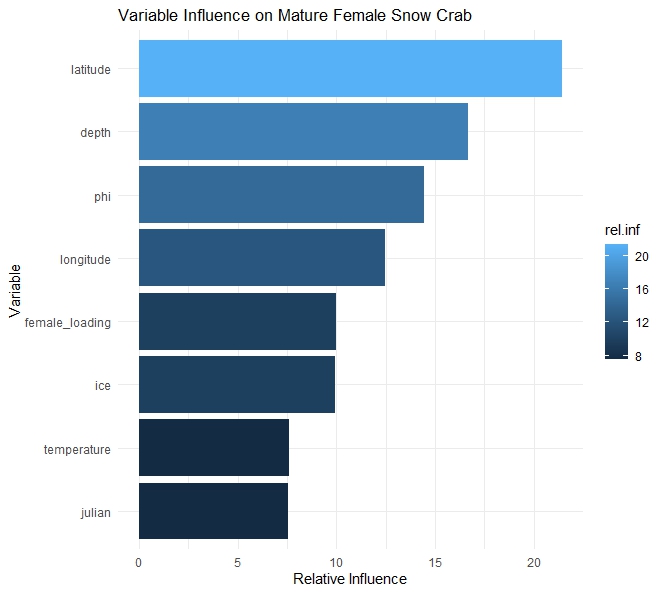 Variable Influence on Mature Female Snow Crab
Variable
latitude
depth
phi
longitude
female_loading
ice
temperature
julian
0 5 10 15 20
Relative Influence
rel.inf
20
16
12
8